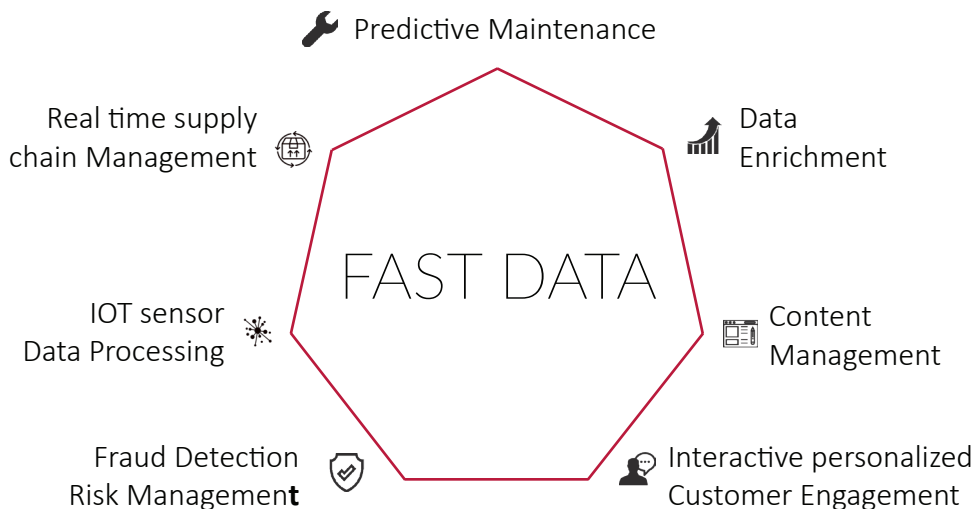 Predictive Maintenance
Real time supply
chain Management
Data
Enrichment
FAST DATA
IOT sensor
Data Processing
Content
Management
Fraud Detection
Risk Management
Interactive personalized
Customer Engagement